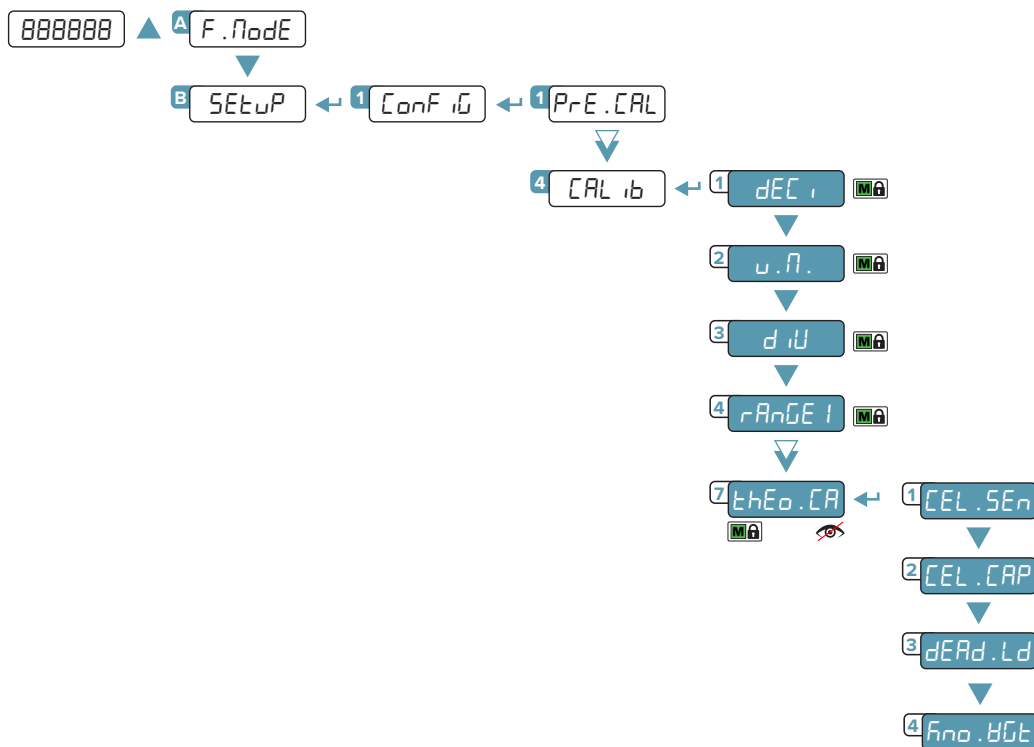 888888 A F.ModE
B SEtuP 1 ConFiG 1 PrE.CAL
4 CALib 1 dECi M
2 u.M. M
3 diU M
4 rAnGE1 M
7 thEo.CA 1 CEL.SEn
M
2 CEL.CAP
3 dEAd.Ld
4 kno.WGt